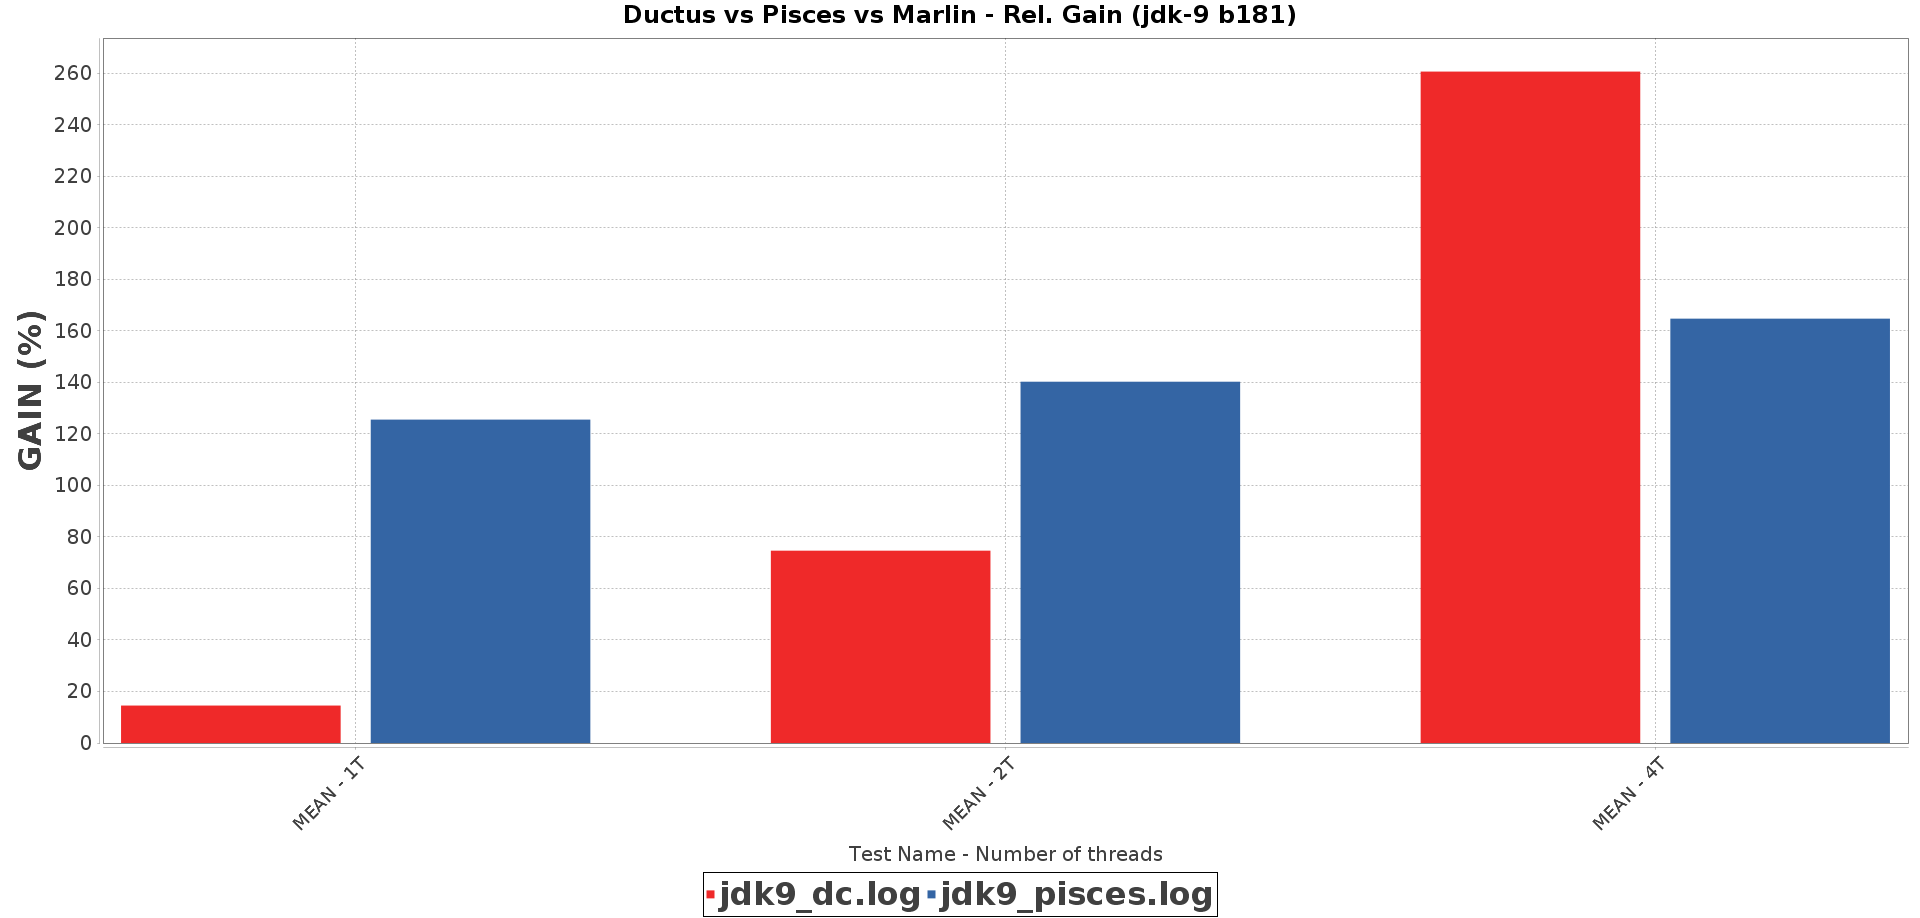 Ductus vs Pisces vs Marlin - Rel. Gain (jdk-9 b181)
GAIN (%)
260
240
220
200
180
160
140
120
100
80
60
40
20
0
MEAN - 1T
MEAN - 2T
MEAN - 4T
Test Name - Number of threads
jdk9_dc.log jdk9_pisces.log